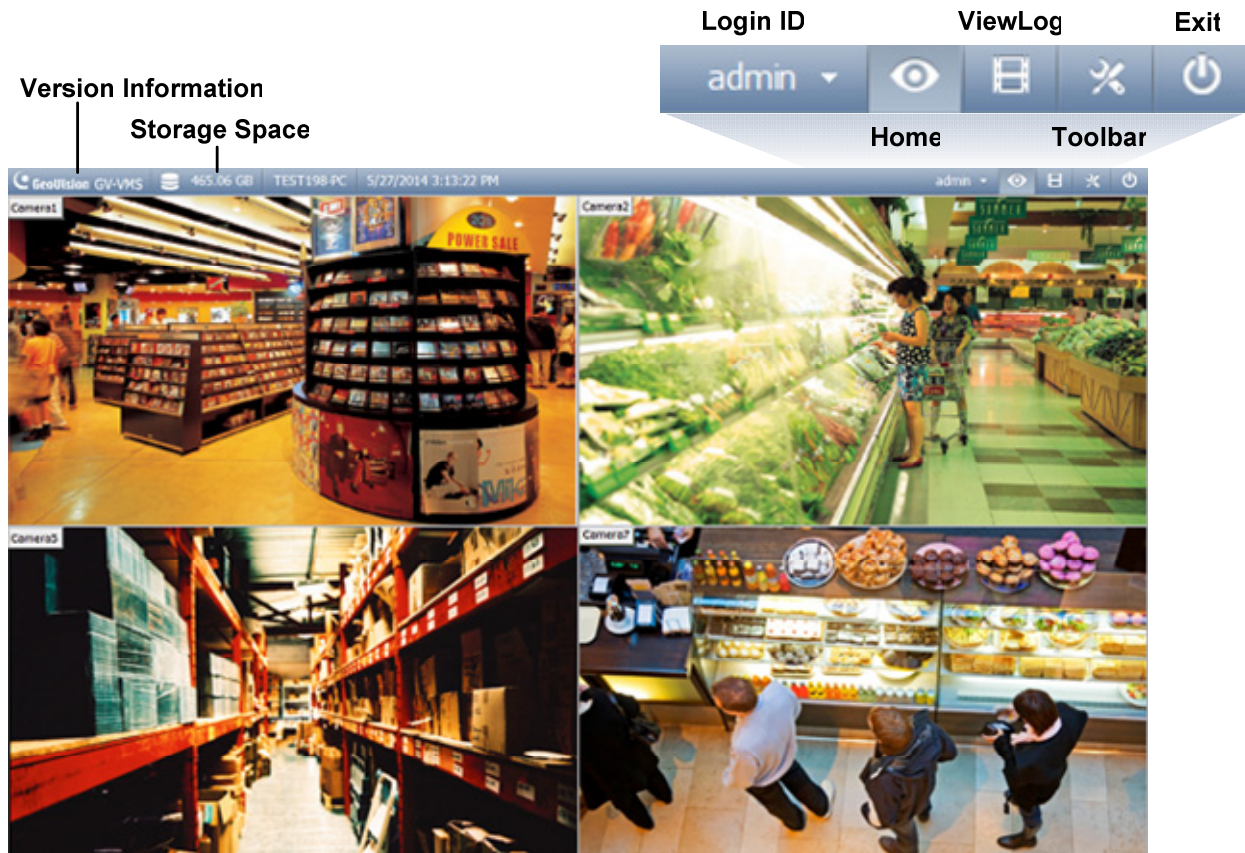 Login ID
ViewLog
Exit
admin
Home
Toolbar
Version Information
Storage Space
GeoVision GV-VMS
465.06 GB
TEST198-PC
5/27/2014 3:13:22 PM
admin
Camera1
POWER SALE
Camera2
SUMMER
Camera5
Camera7